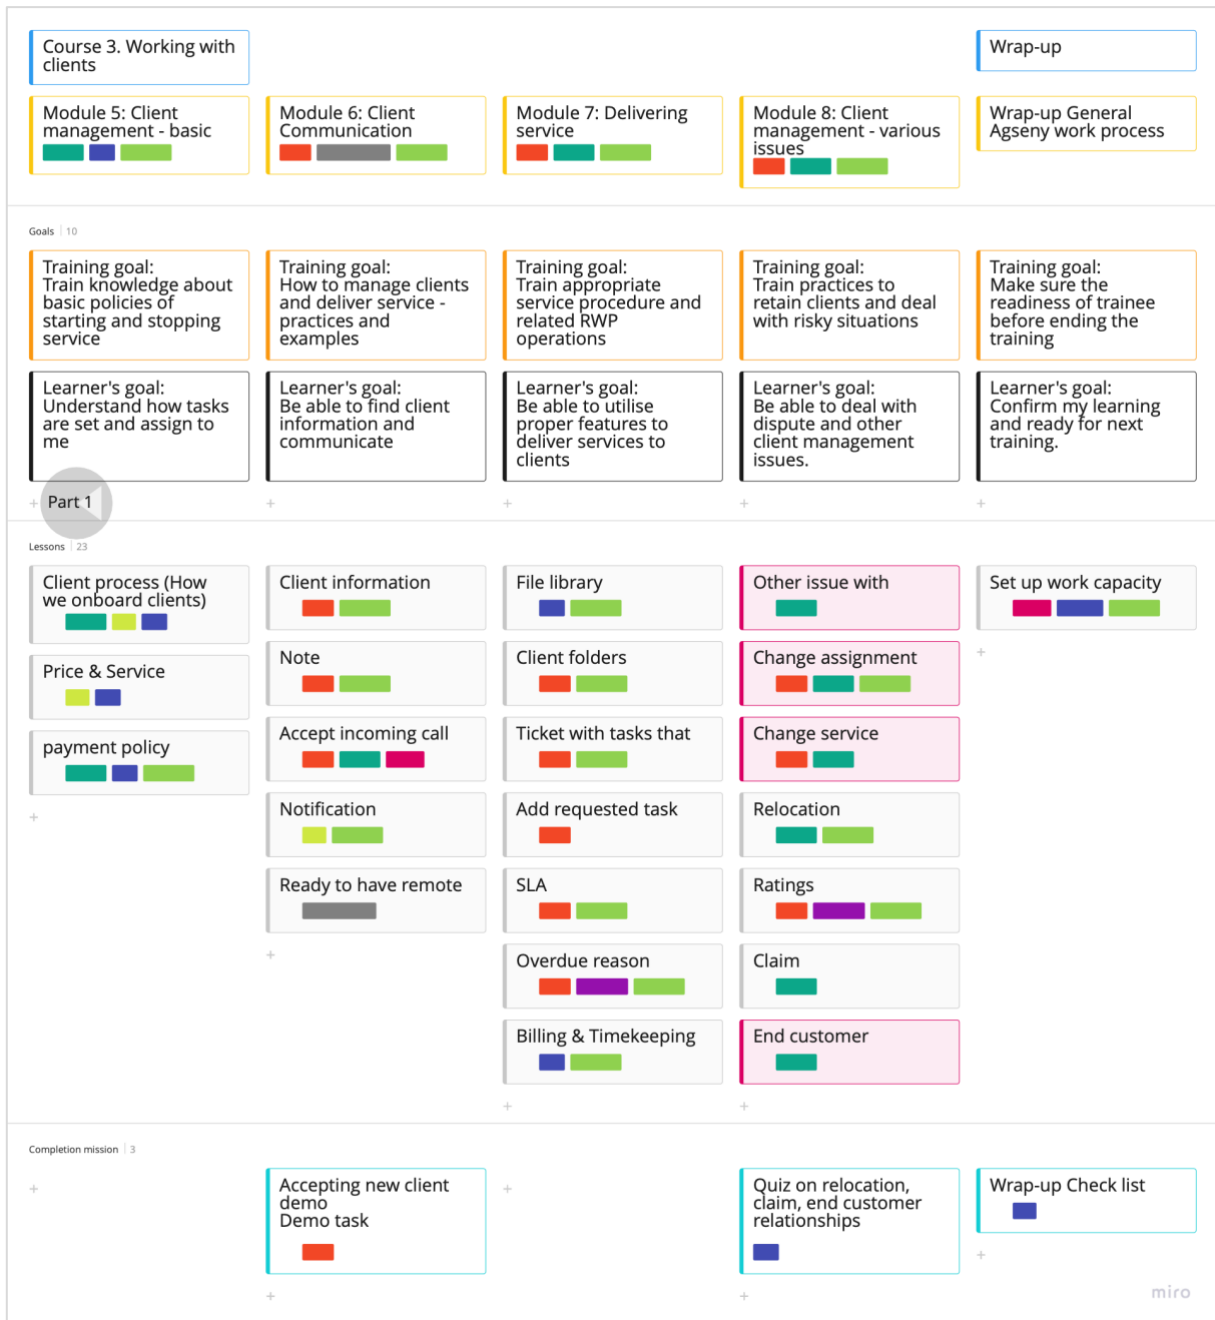 Course 3. Working with
clients
Wrap-up
Module 5: Client
management - basic
Module 6: Client
Communication
Module 7: Delivering
service
Module 8: Client
management - various
issues
Wrap-up General
Agseny work process
Goals 10
Training goal:
Train knowledge about
basic policies of
starting and stopping
service
Training goal:
How to manage clients
and deliver service -
practices and
examples
Training goal:
Train appropriate
service procedure and
related RWP
operations
Training goal:
Train practices to
retain clients and deal
with risky situations
Training goal:
Make sure the
readiness of trainee
before ending the
training
Learner's goal:
Understand how tasks
are set and assign to
me
Learner's goal:
Be able to find client
information and
communicate
Learner's goal:
Be able to utilise
proper features to
deliver services to
clients
Learner's goal:
Be able to deal with
dispute and other
client management
issues.
Learner's goal:
Confirm my learning
and ready for next
training.
Part 1
Lessons 23
Client process (How
we onboard clients)
Price & Service
payment policy
Client information
Note
Accept incoming call
Notification
Ready to have remote
File library
Client folders
Ticket with tasks that
Add requested task
SLA
Overdue reason
Billing & Timekeeping
Other issue with
Change assignment
Change service
Relocation
Ratings
Claim
End customer
Set up work capacity
Completion mission 3
Accepting new client
demo
Demo task
Quiz on relocation,
claim, end customer
relationships
Wrap-up Check list
miro